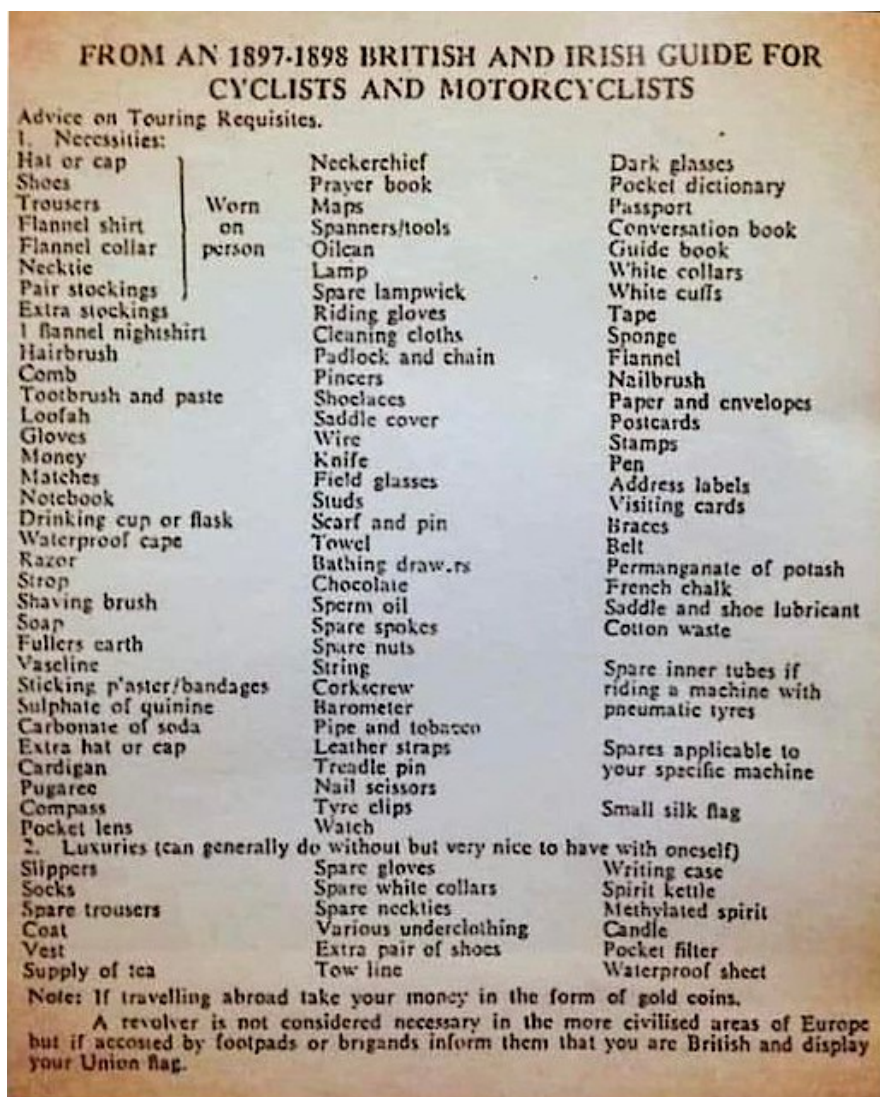 FROM AN 1897-1898 BRITISH AND IRISH GUIDE FOR
CYCLISTS AND MOTORCYCLISTS
Advice on Touring Requisites.
1. Necessities:
Hat or cap
Shoes
Trousers
Flannel shirt
Flannel collar
Necktie
Pair stockings
Worn
on
person
Extra stockings
1 flannel nightshirt
Hairbrush
Comb
Tootbrush and paste
Loofah
Gloves
Money
Matches
Notebook
Drinking cup or flask
Waterproof cape
Razor
Strop
Shaving brush
Soap
Fullers earth
Vaseline
Sticking p'aster/bandages
Sulphate of quinine
Carbonate of soda
Extra hat or cap
Cardigan
Pugaree
Compass
Pocket lens
Neckerchief
Prayer book
Maps
Spanners/tools
Oilcan
Lamp
Spare lampwick
Riding gloves
Cleaning cloths
Padlock and chain
Pincers
Shoelaces
Saddle cover
Wire
Knife
Field glasses
Studs
Scarf and pin
Towel
Bathing draw.rs
Chocolate
Sperm oil
Spare spokes
Spare nuts
String
Corkscrew
Barometer
Pipe and tobacco
Leather straps
Treadle pin
Nail scissors
Tyre clips
Watch
Dark glasses
Pocket dictionary
Passport
Conversation book
Guide book
White collars
White cuffs
Tape
Sponge
Flannel
Nailbrush
Paper and envelopes
Postcards
Stamps
Pen
Address labels
Visiting cards
Braces
Belt
Permanganate of potash
French chalk
Saddle and shoe lubricant
Cotton waste
Spare inner tubes if
riding a machine with
pneumatic tyres
Spares applicable to
your specific machine
Small silk flag
2. Luxuries (can generally do without but very nice to have with oneself)
Slippers
Socks
Spare trousers
Coat
Vest
Supply of tea
Spare gloves
Spare white collars
Spare neckties
Various underclothing
Extra pair of shoes
Tow line
Writing case
Spirit kettle
Methylated spirit
Candle
Pocket filter
Waterproof sheet
Note: If travelling abroad take your money in the form of gold coins.
A revolver is not considered necessary in the more civilised areas of Europe
but if accosted by footpads or brigands inform them that you are British and display
your Union flag.